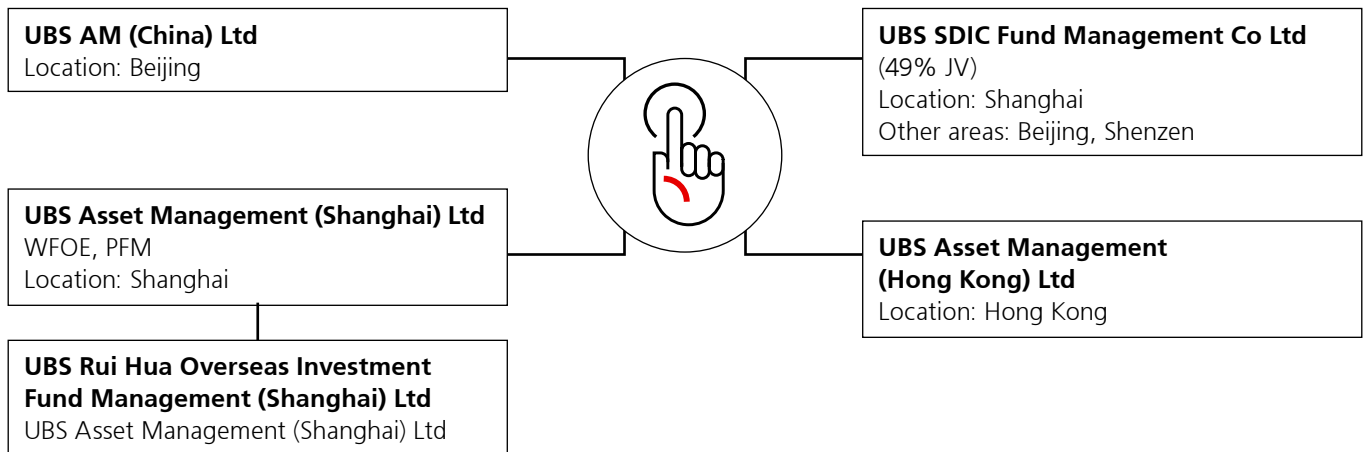 UBS AM (China) Ltd
Location: Beijing
UBS Asset Management (Shanghai) Ltd
WFOE, PFM
Location: Shanghai
UBS Rui Hua Overseas Investment
Fund Management (Shanghai) Ltd
UBS Asset Management (Shanghai) Ltd
UBS SDIC Fund Management Co Ltd
(49% JV)
Location: Shanghai
Other areas: Beijing, Shenzen
UBS Asset Management
(Hong Kong) Ltd
Location: Hong Kong